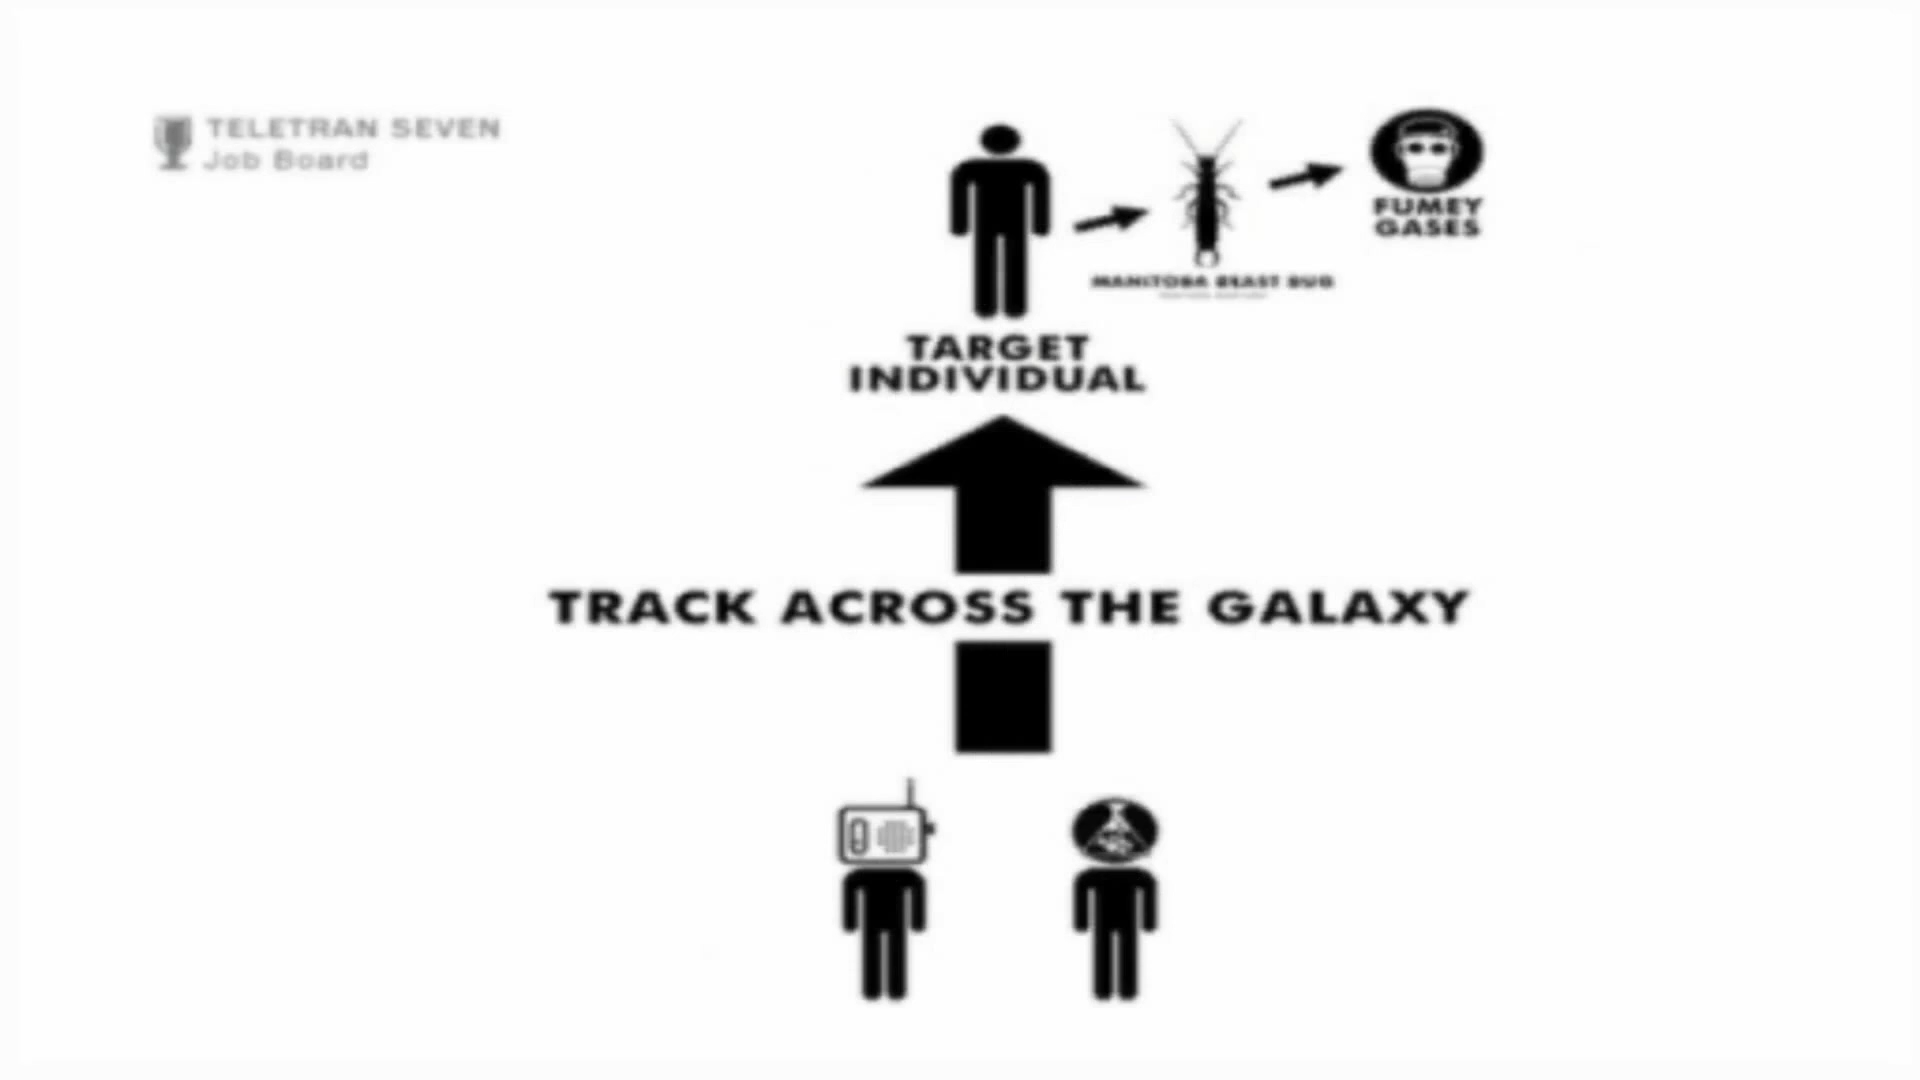 TELETRAN SEVEN
Job Board
FUMEY
GASES
MANITOBA BEAST BUG
TARGET
INDIVIDUAL
TRACK ACROSS THE GALAXY